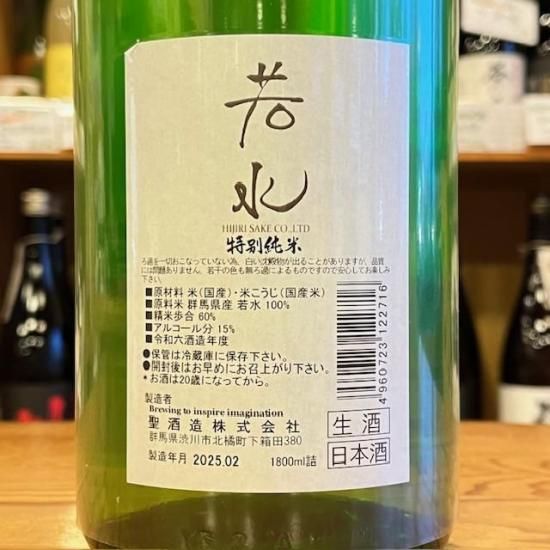 若水
HIJIRI SAKE CO.,LTD
特別純米
ろ過を一切おこなっていない為、白い沈殿物が出ることがありますが、品質
には問題ありません。若干の色も無ろ過によるものですので安心してお楽しみ
下さい。
■原材料 米(国産)・米こうじ(国産米)
■原料米 群馬県産 若水 100%
■精米歩合 60%
■アルコール分 15%
■令和六酒造年度
●保管は冷蔵庫に保存下さい。
●開封後はお早めにお召し上がり下さい。
*お酒は20歳になってから。
製造者
Brewing to inspire imagination
聖酒造株式会社
群馬県渋川市北橘町下箱田380
製造年月 2025.02
1800ml詰
生酒
日本酒
4 960723 122716